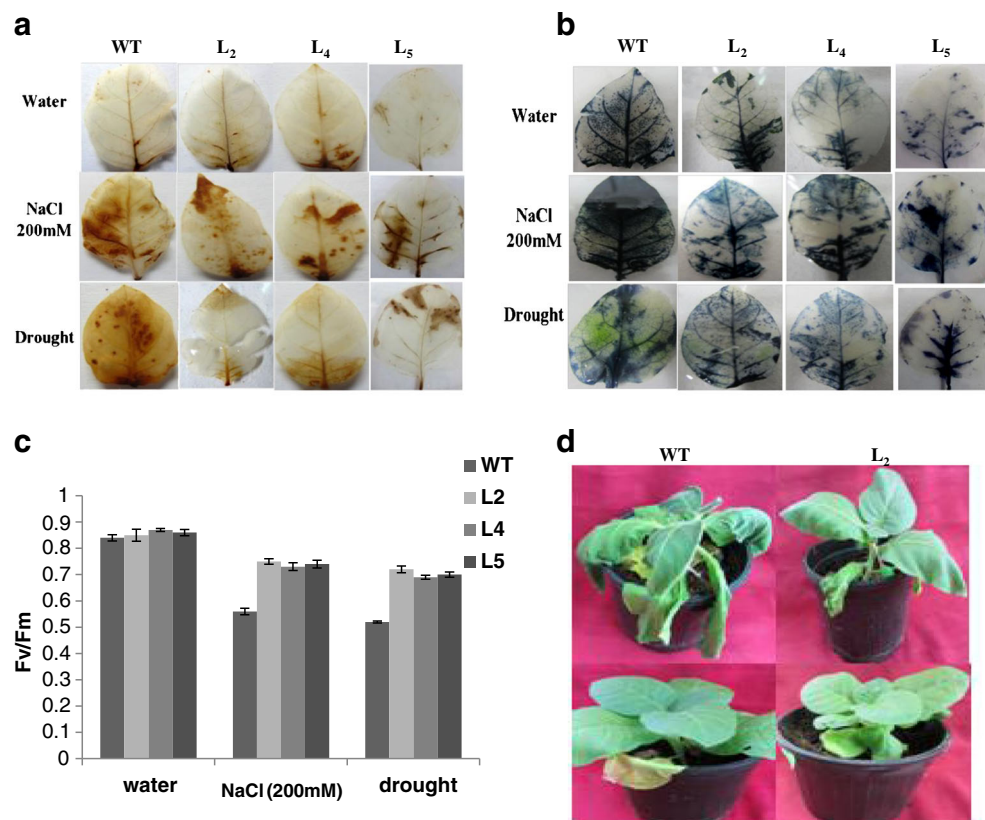 a
WT L₂ L₄ L₅
Water
NaCl
200mM
Drought
b
WT L₂ L₄ L₅
Water
NaCl
200mM
Drought
c
WT
L2
L4
L5
1
0.9
0.8
0.7
0.6
0.5
0.4
0.3
0.2
0.1
0
Fv/Fm
water NaCl (200mM) drought
d
WT L₂